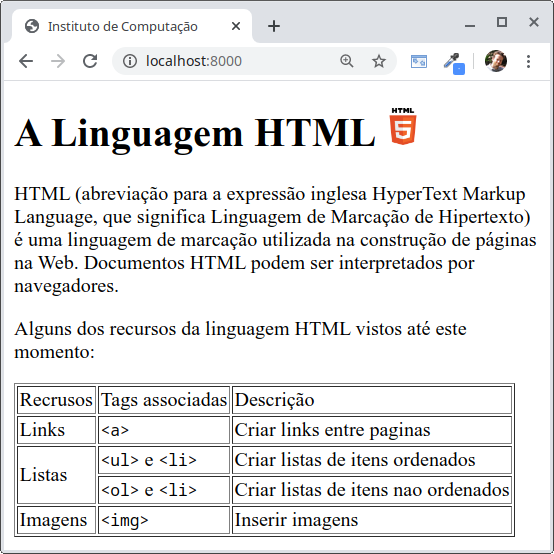 Instituto de Computação
localhost:8000
A Linguagem HTML HTML 5
HTML (abreviação para a expressão inglesa HyperText Markup
Language, que significa Linguagem de Marcação de Hipertexto)
é uma linguagem de marcação utilizada na construção de páginas
na Web. Documentos HTML podem ser interpretados por
navegadores.
Alguns dos recursos da linguagem HTML vistos até este
momento:
Recrusos Tags associadas Descrição
Links <a> Criar links entre paginas
Listas <ul> e <li> Criar listas de itens ordenados
<ol> e <li> Criar listas de itens nao ordenados
Imagens <img> Inserir imagens